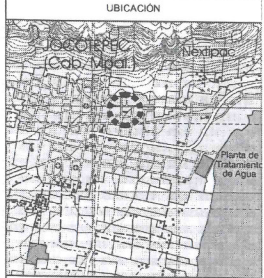 UBICACIÓN
JOCOTEPEC
(Cab. Mpal.)
Nextipac
Planta de
Tratamiento
de Agua